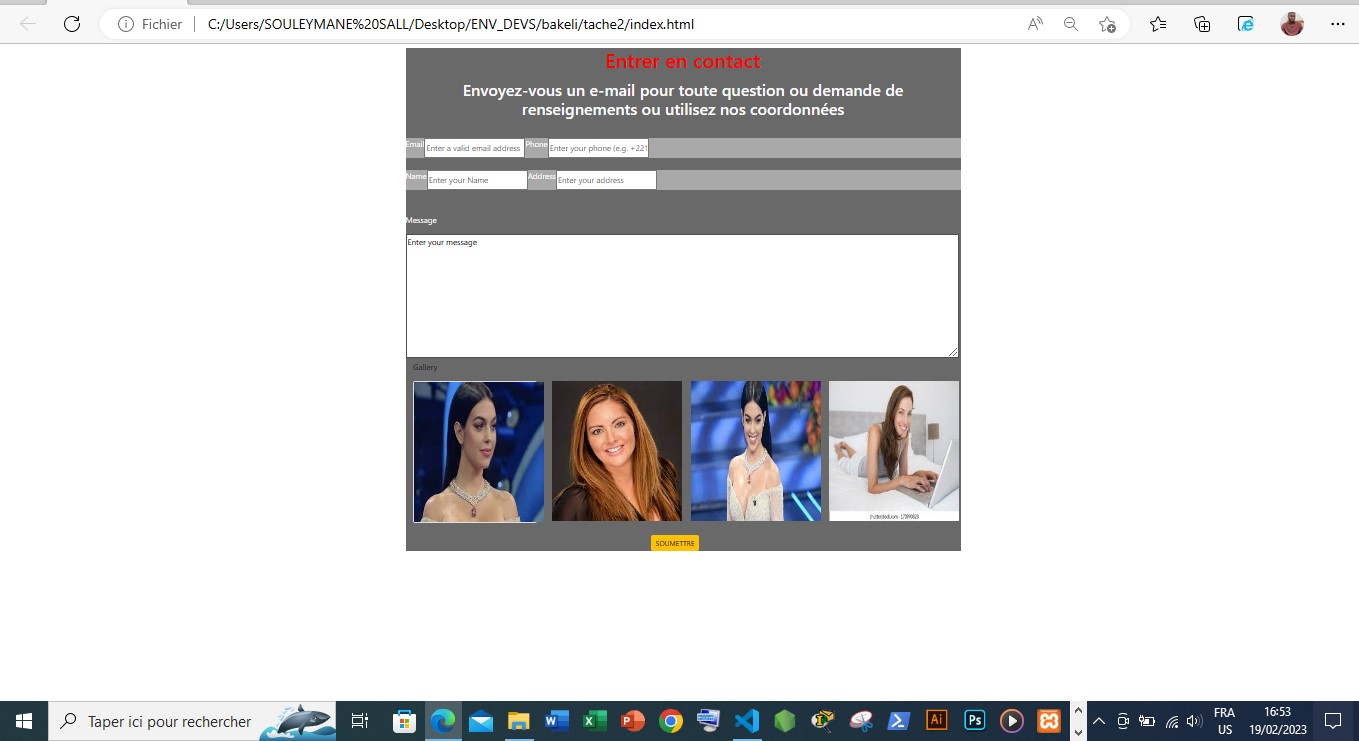 Fichier
C:/Users/SOULEYMANE%20SALL/Desktop/ENV_DEVS/bakeli/tache2/index.html
Entrer en contact
Envoyez-vous un e-mail pour toute question ou demande de
renseignements ou utilisez nos coordonnées
Email Enter a valid email address Phone Enter your phone (e.g. +221
Name Enter your Name Address Enter your address
Message
Enter your message
Gallery
SOUMETTRE
Taper ici pour rechercher
FRA 16:53
US 19/02/2023